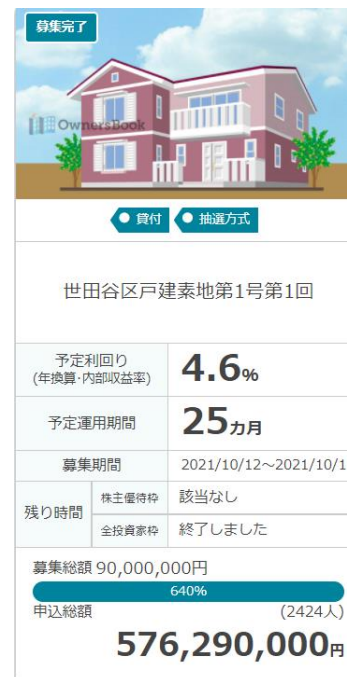 募集完了
OwnersBook
貸付
抽選方式
世田谷区戸建素地第1号第1回
予定利回り
(年換算・内部収益率)
4.6%
予定運用期間
25カ月
募集期間
2021/10/12～2021/10/1
残り時間
株主優待枠
該当なし
全投資家枠
終了しました
募集総額 90,000,000円
640%
申込総額
(2424人)
576,290,000円